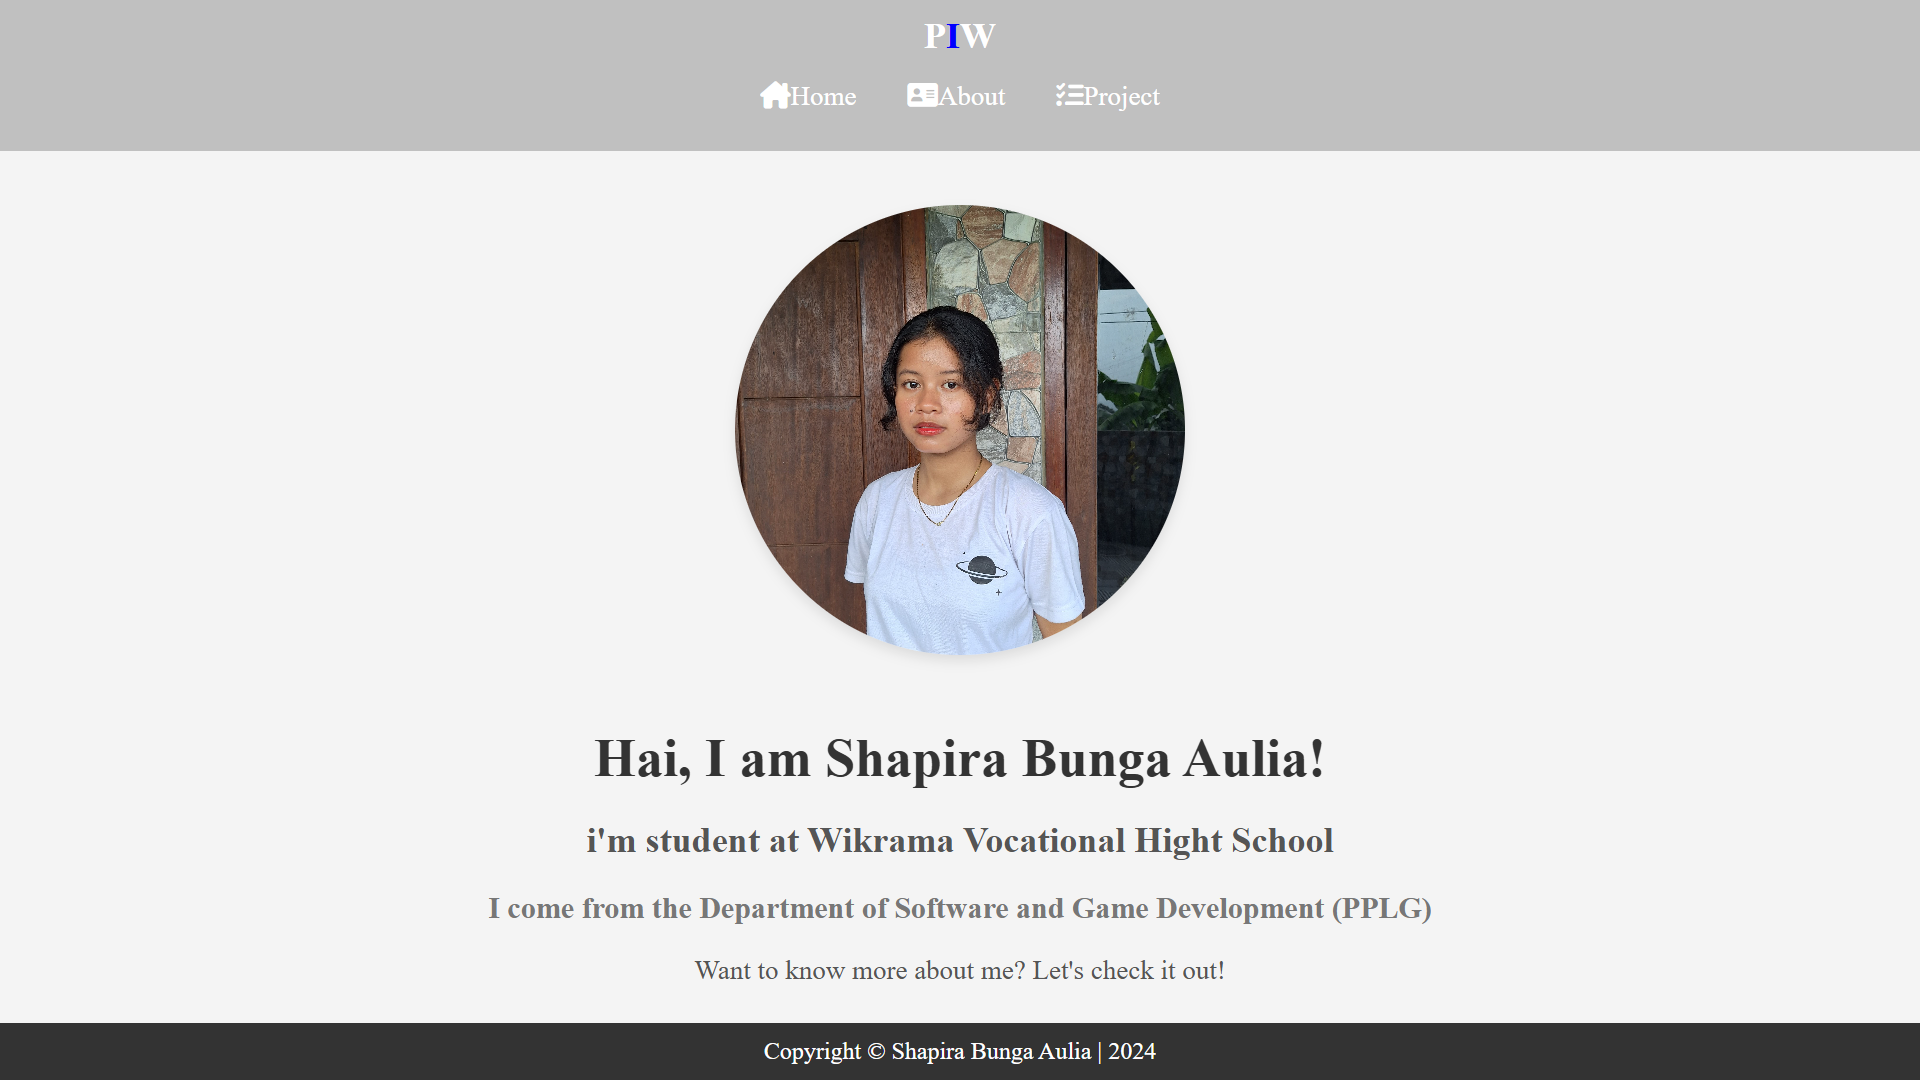 PIW
Home About Project
Hai, I am Shapira Bunga Aulia!
i'm student at Wikrama Vocational Hight School
I come from the Department of Software and Game Development (PPLG)
Want to know more about me? Let's check it out!
Copyright © Shapira Bunga Aulia | 2024